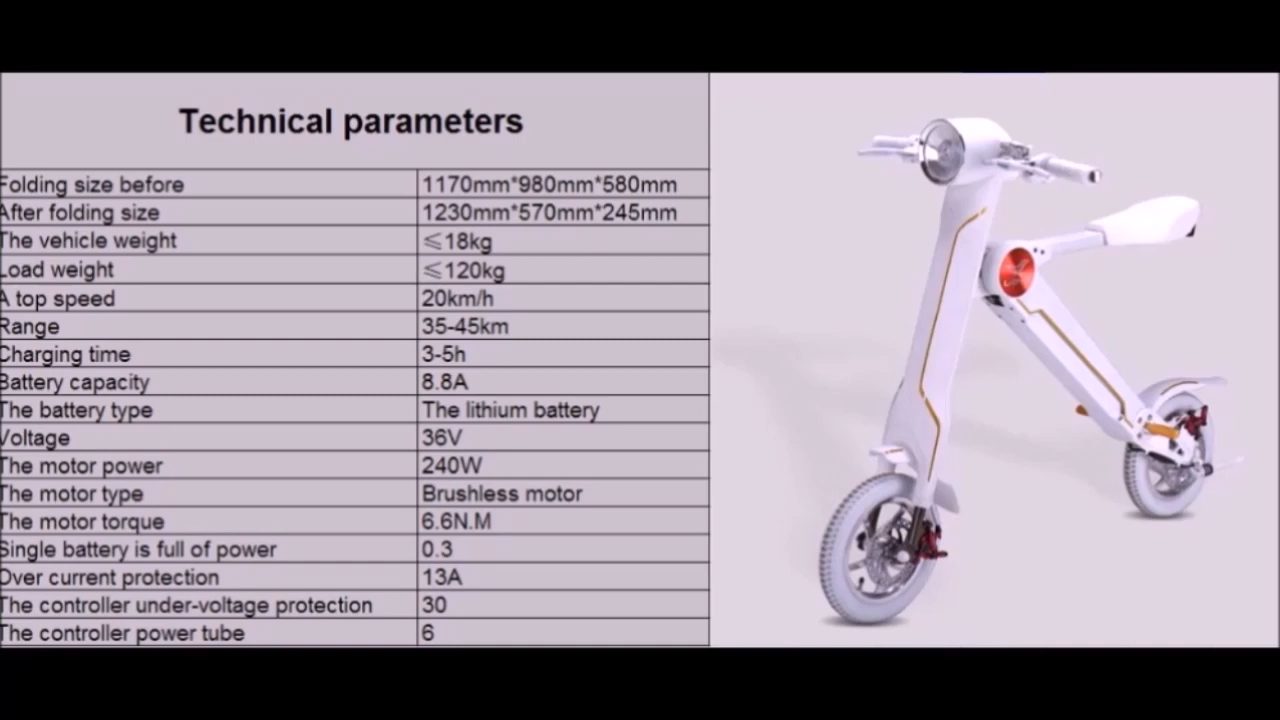 Technical parameters
Folding size before 1170mm*980mm*580mm
After folding size 1230mm*570mm*245mm
The vehicle weight ≤18kg
Load weight ≤120kg
A top speed 20km/h
Range 35-45km
Charging time 3-5h
Battery capacity 8.8A
The battery type The lithium battery
Voltage 36V
The motor power 240W
The motor type Brushless motor
The motor torque 6.6N.M
Single battery is full of power 0.3
Over current protection 13A
The controller under-voltage protection 30
The controller power tube 6